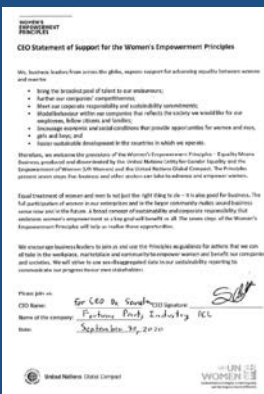 WOMEN'S
EMPOWERMENT
PRINCIPLES
CEO Statement of Support for the Women's Empowerment Principles
We, business leaders from across the globe, express support for advancing equality between women
and men to:
Bring the broadest pool of talent to our endeavours;
Further our companies' competitiveness;
Meet our corporate responsibility and sustainability commitments;
Model behaviour within our companies that reflects the society we would like for our
employees, fellow citizens and families;
Encourage economic and social conditions that provide opportunities for women and men,
girls and boys; and
Foster sustainable development in the countries in which we operate.
Therefore, we welcome the provisions of the Women's Empowerment Principles – Equality Means
Business, produced and disseminated by the United Nations Entity for Gender Equality and the
Empowerment of Women (UN Women) and the United Nations Global Compact. The Principles
present seven steps that business and other sectors can take to advance and empower women.
Equal treatment of women and men is not just the right thing to do – it is also good for business. The
full participation of women in our enterprises and in the larger community makes sound business
sense now and in the future. A broad concept of sustainability and corporate responsibility that
embraces women's empowerment as a key goal will benefit us all. The seven steps of the Women's
Empowerment Principles will help us realize these opportunities.
We encourage business leaders to join us and use the Principles as guidance for actions that we can
all take in the workplace, marketplace and community to empower women and benefit our companies
and societies. We will strive to use sex-disaggregated data in our sustainability reporting to
communicate our progress to our own stakeholders.
Please join us.
CEO Name: CEO Signature:
Name of the company: Fortune Parts Industry PCL
Date: September 30, 2020
United Nations Global Compact
UN
WOMEN